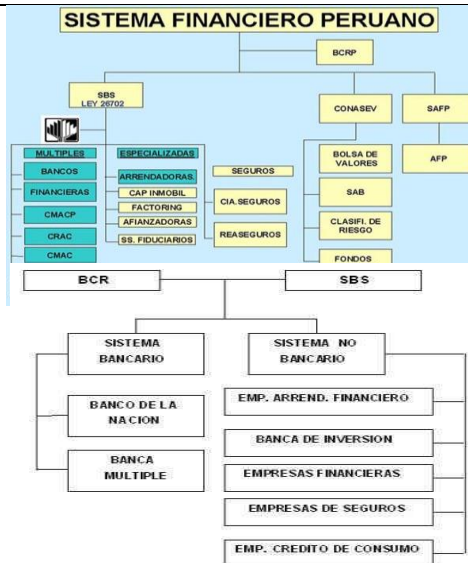 SISTEMA FINANCIERO PERUANO
BCRP
SBS
LEY 26702
CONASEV
SAFP
MULTIPLES
BANCOS
FINANCIERAS
CMACP
CRAC
CMAC
ESPECIALIZADAS
ARRENDADORAS.
CAP INMOBIL
FACTORING
AFIANZADORAS
SS. FIDUCIARIOS
SEGUROS
CIA.SEGUROS
REASEGUROS
BOLSA DE
VALORES
SAB
CLASIFI. DE
RIESGO
FONDOS
AFP
BCR
SBS
SISTEMA
BANCARIO
SISTEMA NO
BANCARIO
BANCO DE LA
NACION
BANCA
MULTIPLE
EMP. ARREND. FINANCIERO
BANCA DE INVERSION
EMPRESAS FINANCIERAS
EMPRESAS DE SEGUROS
EMP. CREDITO DE CONSUMO